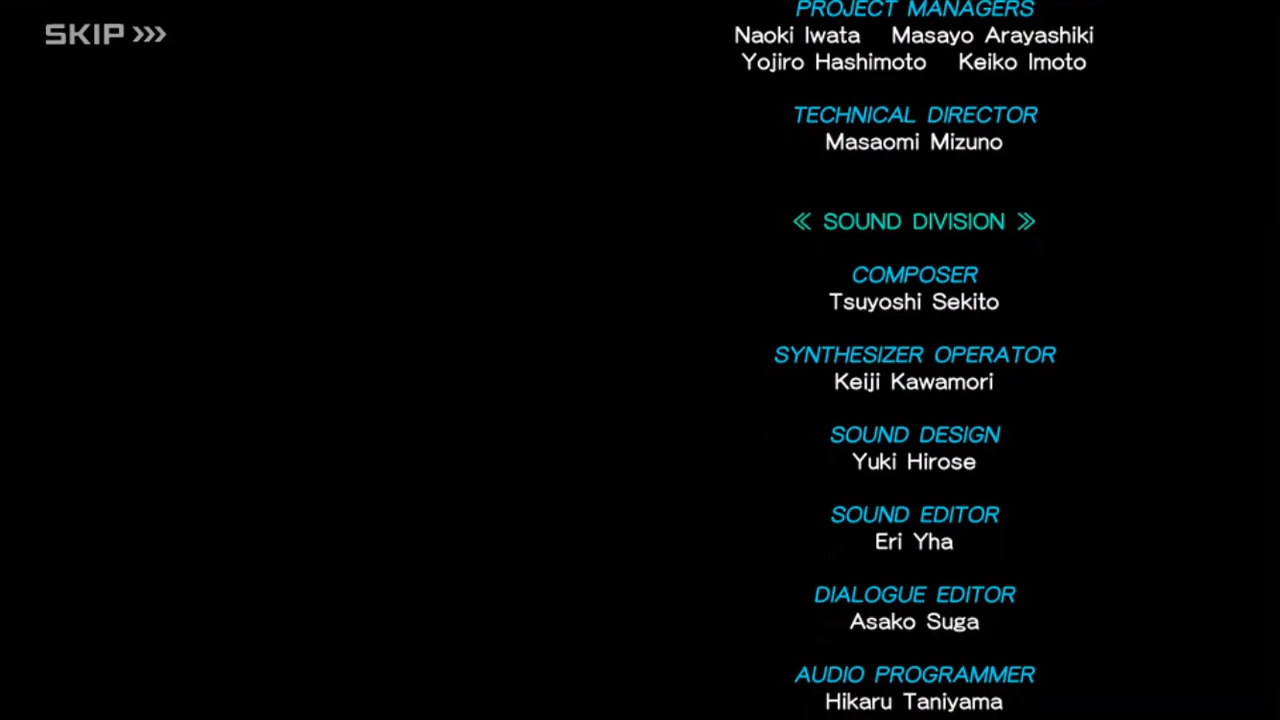 SKIP >>>
PROJECT MANAGERS
Naoki Iwata Masayo Arayashiki
Yojiro Hashimoto Keiko Imoto
TECHNICAL DIRECTOR
Masaomi Mizuno
≪ SOUND DIVISION ≫
COMPOSER
Tsuyoshi Sekito
SYNTHESIZER OPERATOR
Keiji Kawamori
SOUND DESIGN
Yuki Hirose
SOUND EDITOR
Eri Yha
DIALOGUE EDITOR
Asako Suga
AUDIO PROGRAMMER
Hikaru Taniyama